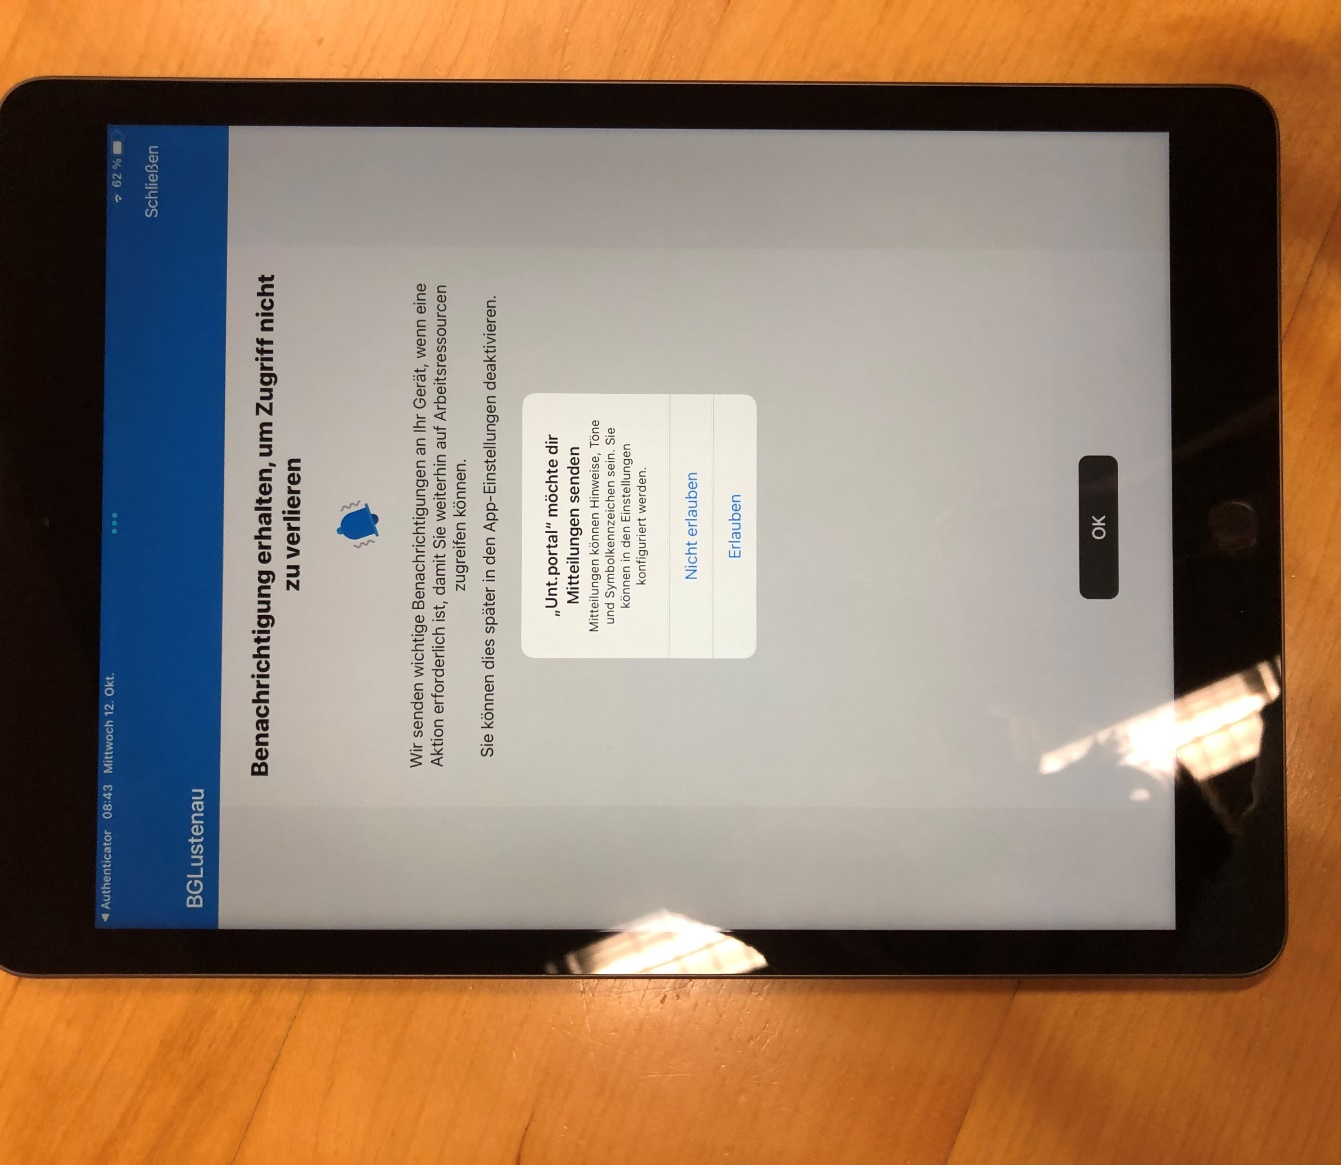 ◀ Authenticator 08:43 Mittwoch 12. Okt. 62 %
Schließen
BGLustenau
Benachrichtigung erhalten, um Zugriff nicht
zu verlieren
Wir senden wichtige Benachrichtigungen an Ihr Gerät, wenn eine
Aktion erforderlich ist, damit Sie weiterhin auf Arbeitsressourcen
zugreifen können.
Sie können dies später in den App-Einstellungen deaktivieren.
„Unt.portal“ möchte dir
Mitteilungen senden
Mitteilungen können Hinweise, Töne
und Symbolkennzeichen sein. Sie
können in den Einstellungen
konfiguriert werden.
Nicht erlauben
Erlauben
OK